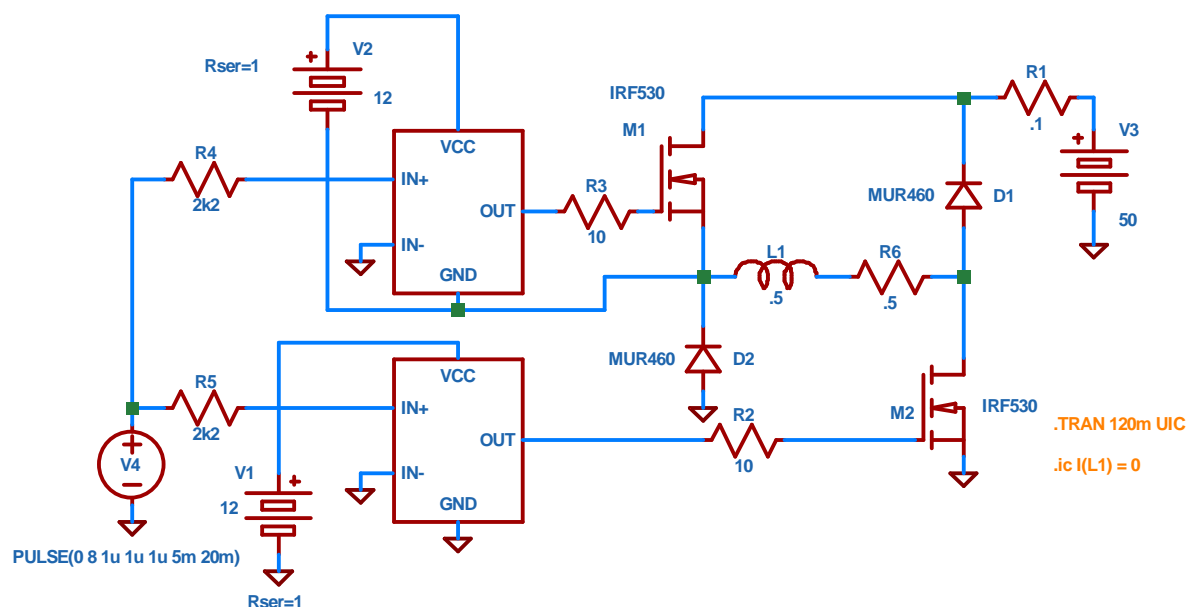 V2
Rser=1
12
IRF530
M1
R1
.1
V3
50
VCC
IN+
OUT
IN-
GND
R4
2k2
R3
10
MUR460
D1
L1
.5
R6
.5
MUR460
D2
VCC
IN+
OUT
IN-
GND
R5
2k2
R2
10
M2
IRF530
.TRAN 120m UIC
.ic I(L1) = 0
V4
V1
12
PULSE(0 8 1u 1u 1u 5m 20m)
Rser=1